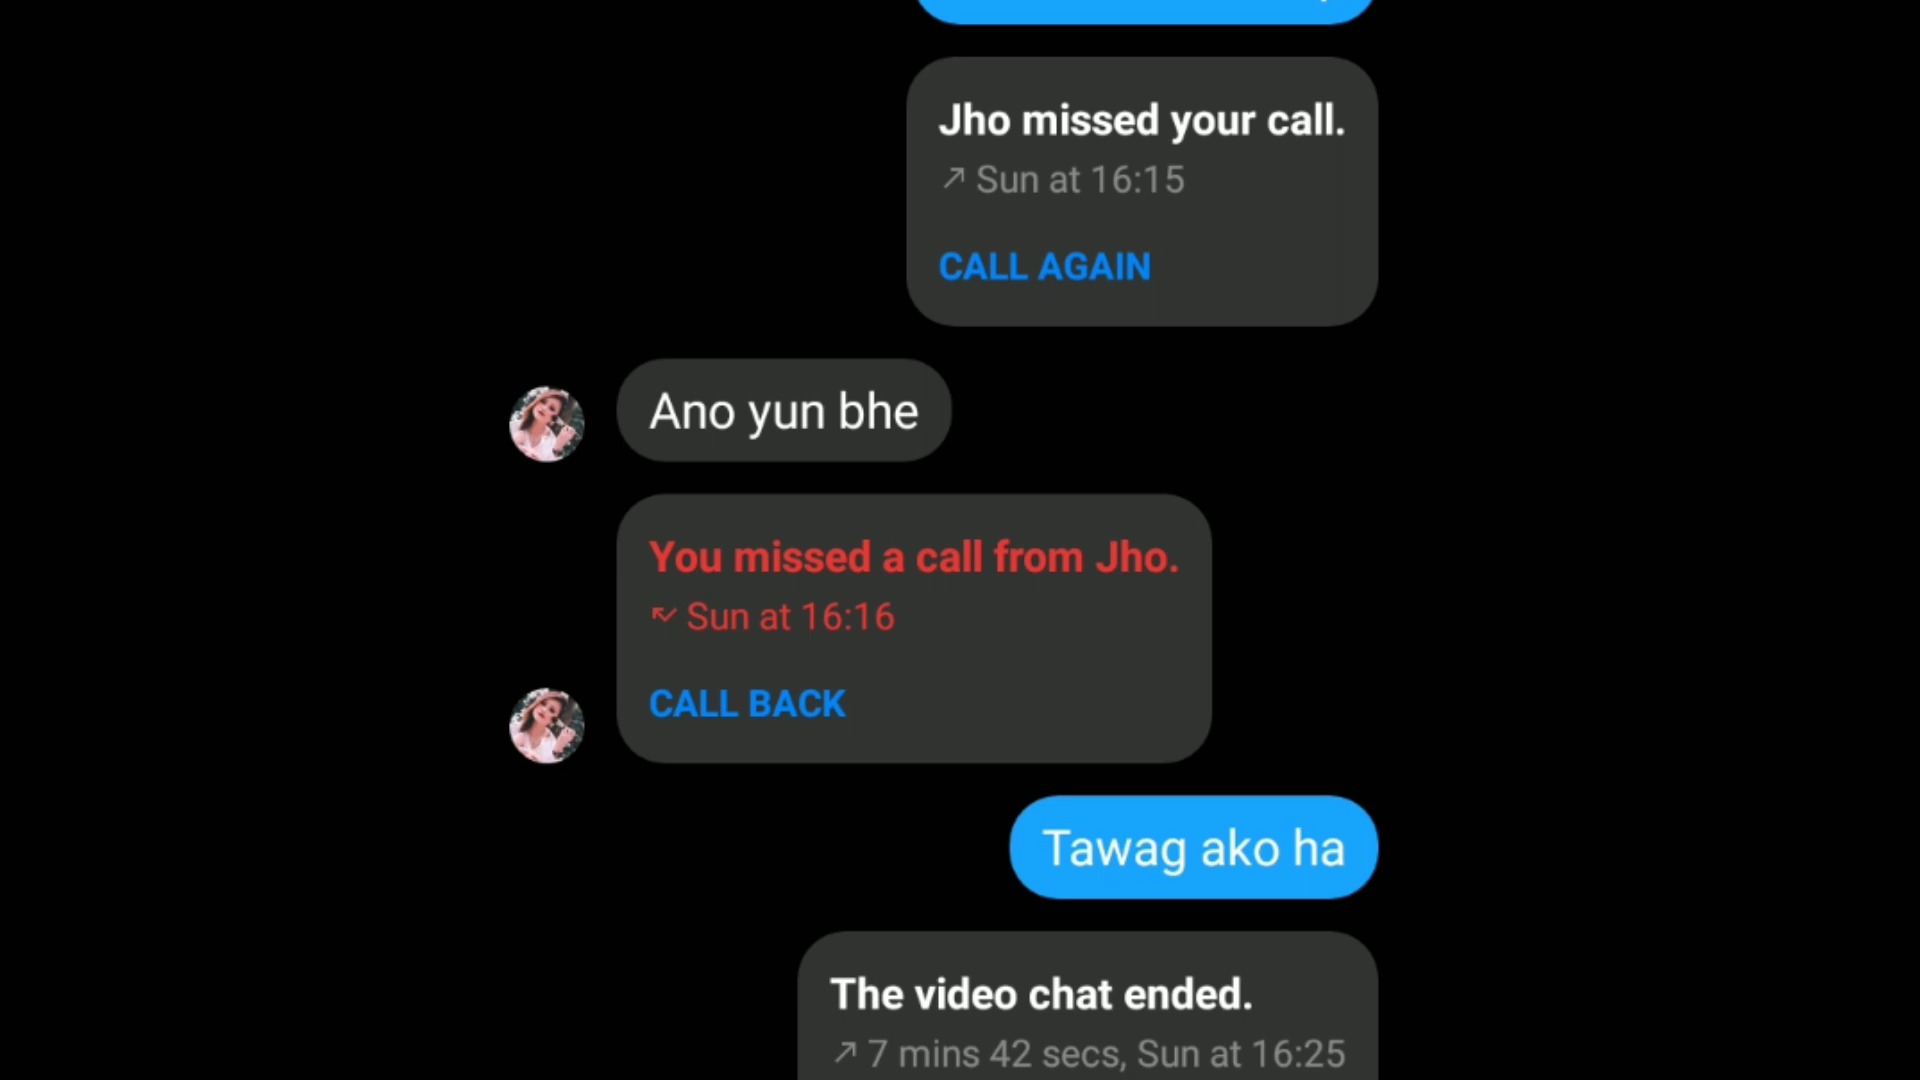 Jho missed your call.
↗ Sun at 16:15
CALL AGAIN
Ano yun bhe
You missed a call from Jho.
Sun at 16:16
CALL BACK
Tawag ako ha
The video chat ended.
↗ 7 mins 42 secs, Sun at 16:25